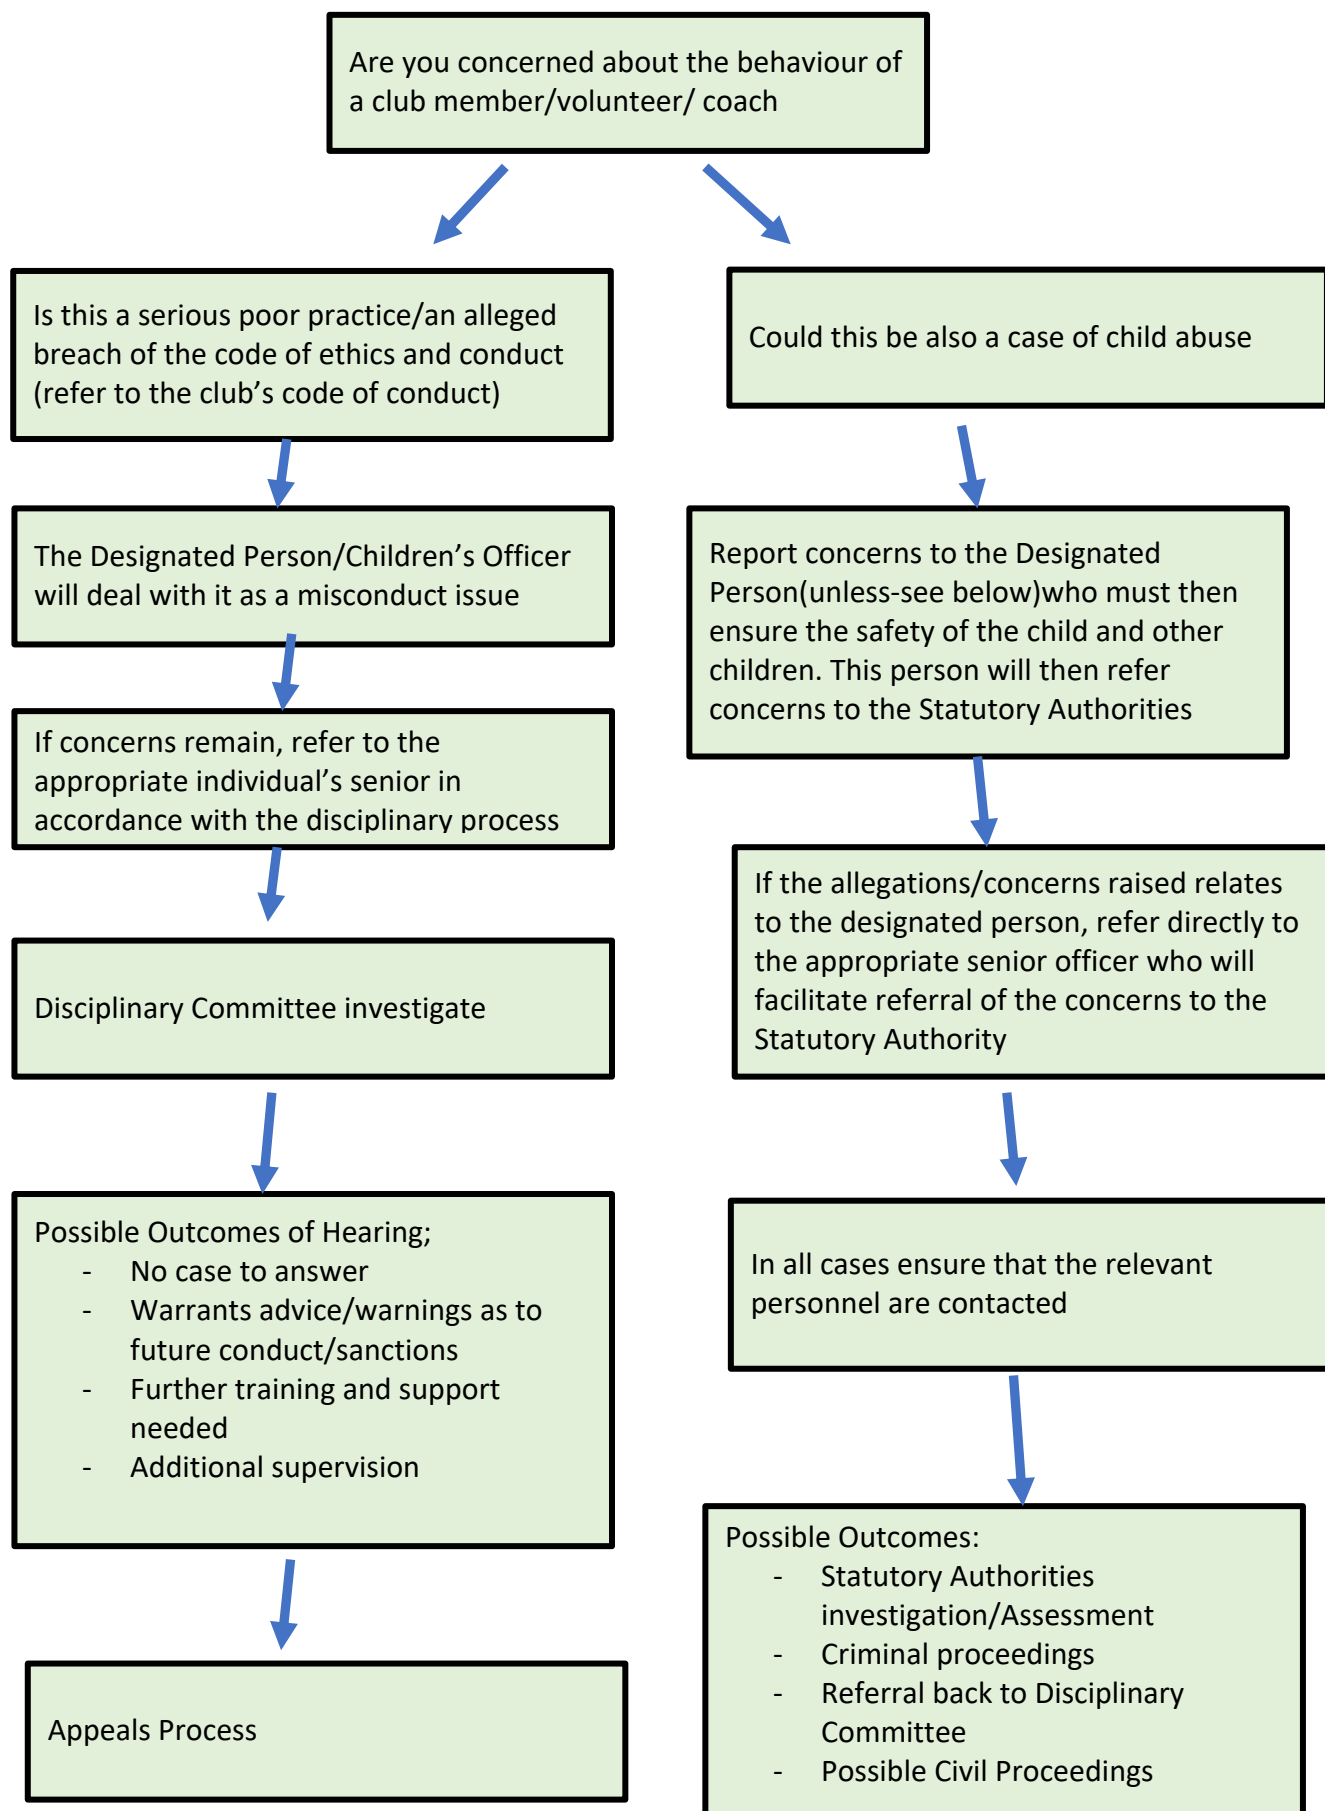 Are you concerned about the behaviour of
a club member/volunteer/ coach
Is this a serious poor practice/an alleged
breach of the code of ethics and conduct
(refer to the club’s code of conduct)
The Designated Person/Children’s Officer
will deal with it as a misconduct issue
If concerns remain, refer to the
appropriate individual’s senior in
accordance with the disciplinary process
Disciplinary Committee investigate
Possible Outcomes of Hearing;
- No case to answer
- Warrants advice/warnings as to
future conduct/sanctions
- Further training and support
needed
- Additional supervision
Appeals Process
Could this be also a case of child abuse
Report concerns to the Designated
Person(unless-see below)who must then
ensure the safety of the child and other
children. This person will then refer
concerns to the Statutory Authorities
If the allegations/concerns raised relates
to the designated person, refer directly to
the appropriate senior officer who will
facilitate referral of the concerns to the
Statutory Authority
In all cases ensure that the relevant
personnel are contacted
Possible Outcomes:
- Statutory Authorities
investigation/Assessment
- Criminal proceedings
- Referral back to Disciplinary
Committee
- Possible Civil Proceedings